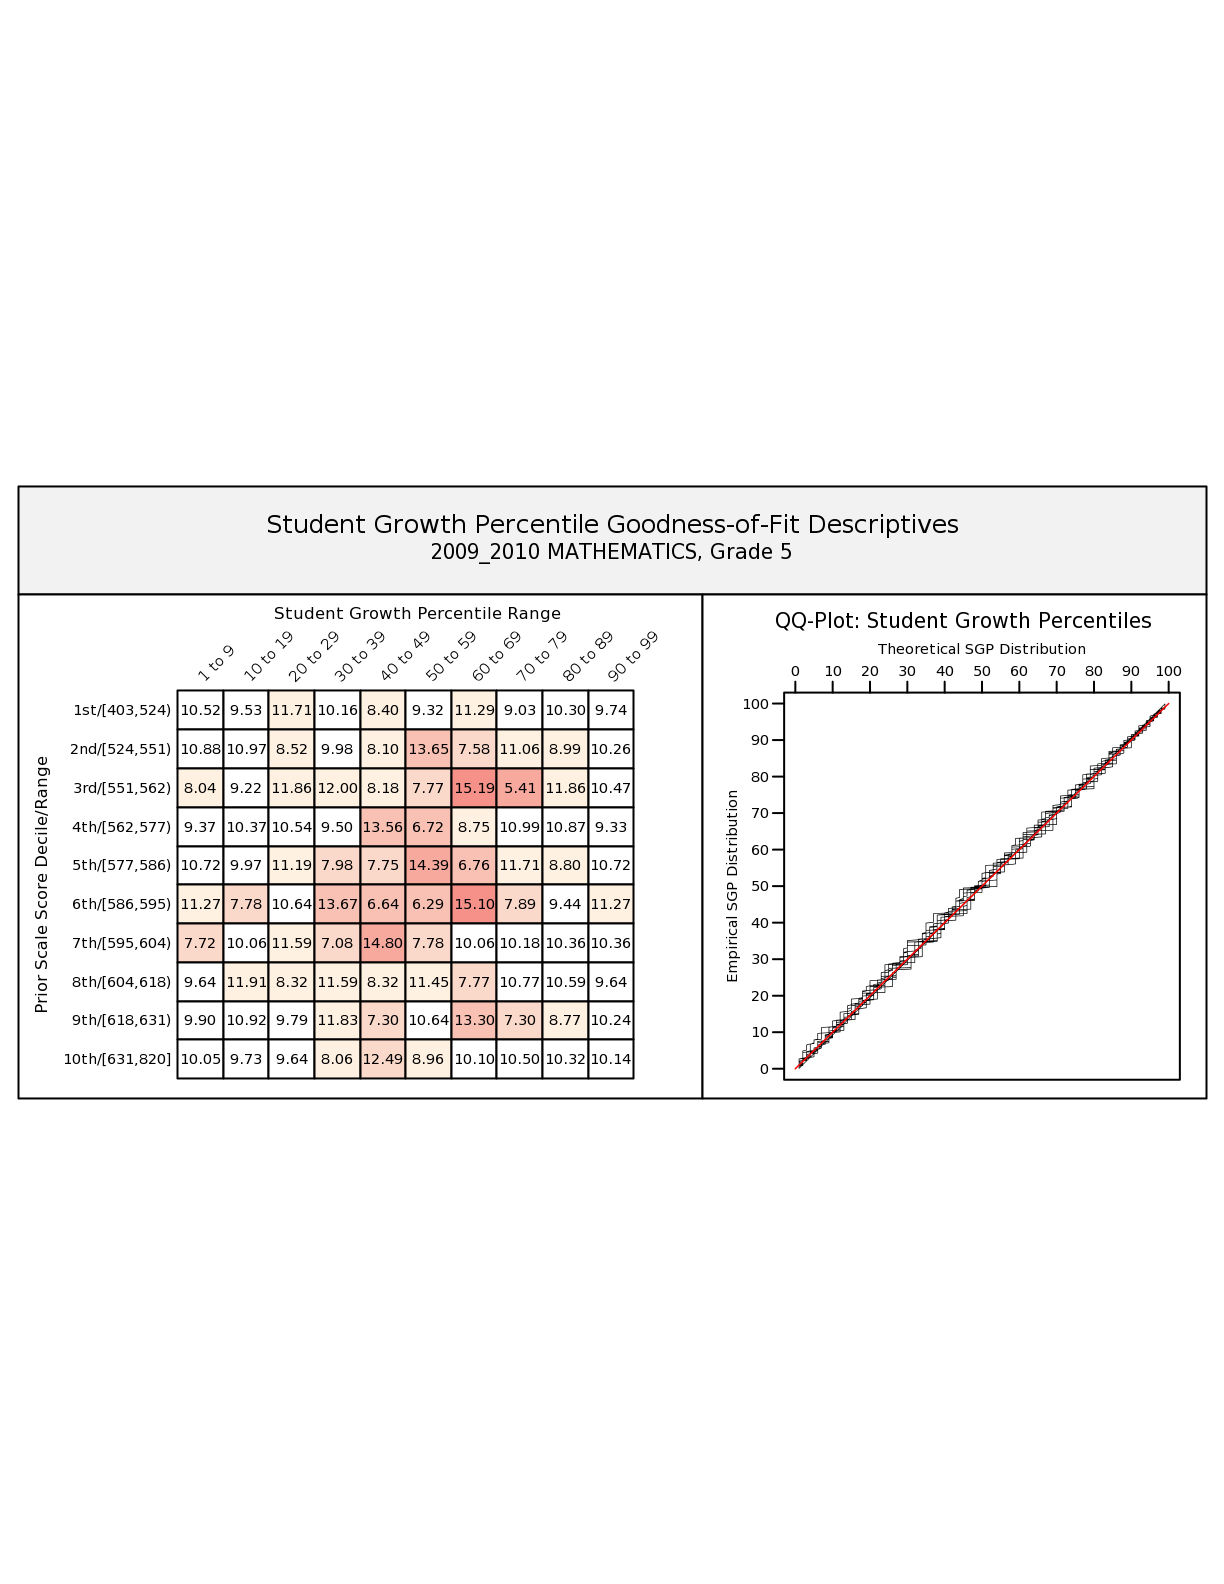 Student Growth Percentile Goodness-of-Fit Descriptives
2009_2010 MATHEMATICS, Grade 5
Student Growth Percentile Range
1 to 9 10 to 19 20 to 29 30 to 39 40 to 49 50 to 59 60 to 69 70 to 79 80 to 89 90 to 99
Prior Scale Score Decile/Range
1st/[403,524) 10.52 9.53 11.71 10.16 8.40 9.32 11.29 9.03 10.30 9.74
2nd/[524,551) 10.88 10.97 8.52 9.98 8.10 13.65 7.58 11.06 8.99 10.26
3rd/[551,562) 8.04 9.22 11.86 12.00 8.18 7.77 15.19 5.41 11.86 10.47
4th/[562,577) 9.37 10.37 10.54 9.50 13.56 6.72 8.75 10.99 10.87 9.33
5th/[577,586) 10.72 9.97 11.19 7.98 7.75 14.39 6.76 11.71 8.80 10.72
6th/[586,595) 11.27 7.78 10.64 13.67 6.64 6.29 15.10 7.89 9.44 11.27
7th/[595,604) 7.72 10.06 11.59 7.08 14.80 7.78 10.06 10.18 10.36 10.36
8th/[604,618) 9.64 11.91 8.32 11.59 8.32 11.45 7.77 10.77 10.59 9.64
9th/[618,631) 9.90 10.92 9.79 11.83 7.30 10.64 13.30 7.30 8.77 10.24
10th/[631,820] 10.05 9.73 9.64 8.06 12.49 8.96 10.10 10.50 10.32 10.14
QQ-Plot: Student Growth Percentiles
Theoretical SGP Distribution
0 10 20 30 40 50 60 70 80 90 100
Empirical SGP Distribution
100
90
80
70
60
50
40
30
20
10
0